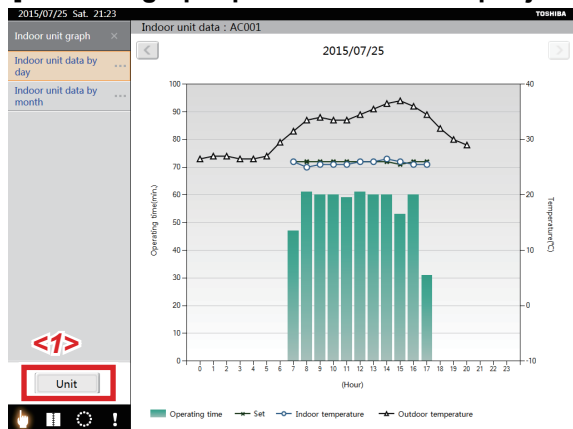 2015/07/25 Sat. 21:23
TOSHIBA
Indoor unit graph ×
Indoor unit data : AC001
Indoor unit data by day ...
Indoor unit data by month ...
< 2015/07/25 >
100
90
80
70
60
50
40
30
20
10
0
Operating time(min.)
40
30
20
10
0
-10
Temperature(℃)
0 1 2 3 4 5 6 7 8 9 10 11 12 13 14 15 16 17 18 19 20 21 22 23
(Hour)
Operating time Set Indoor temperature Outdoor temperature
<1>
Unit
!